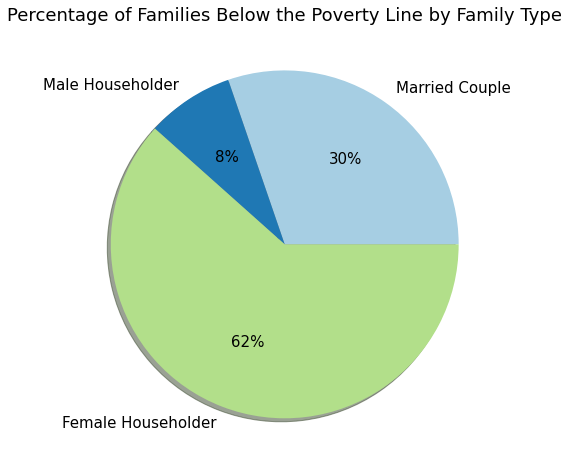 Percentage of Families Below the Poverty Line by Family Type
Male Householder
Married Couple
8%
30%
62%
Female Householder